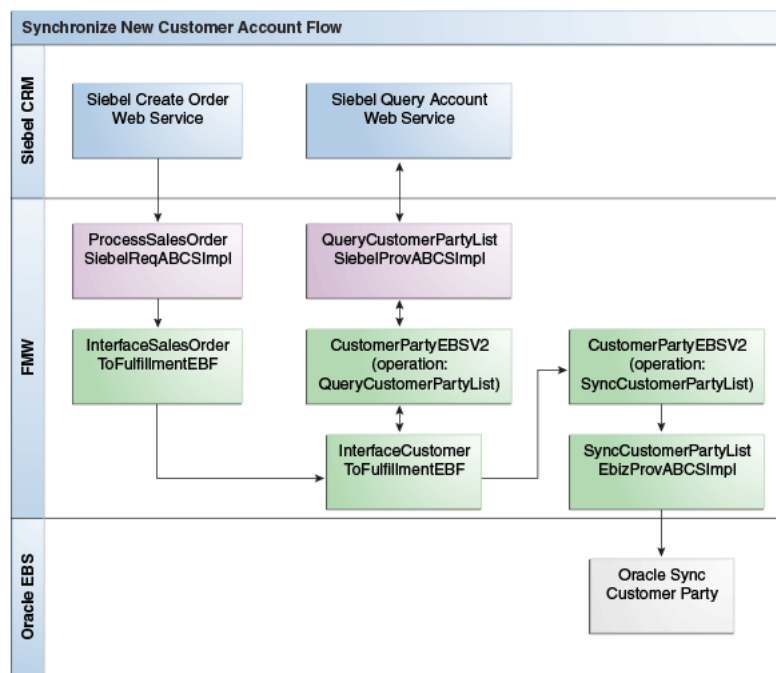 Synchronize New Customer Account Flow
Siebel CRM
Siebel Create Order
Web Service
Siebel Query Account
Web Service
FMW
ProcessSalesOrder
SiebelReqABCSImpl
QueryCustomerPartyList
SiebelProvABCSImpl
InterfaceSalesOrder
ToFulfillmentEBF
CustomerPartyEBSV2
(operation:
QueryCustomerPartyList)
CustomerPartyEBSV2
(operation:
SyncCustomerPartyList)
InterfaceCustomer
ToFulfillmentEBF
SyncCustomerPartyList
EbizProvABCSImpl
Oracle EBS
Oracle Sync
Customer Party